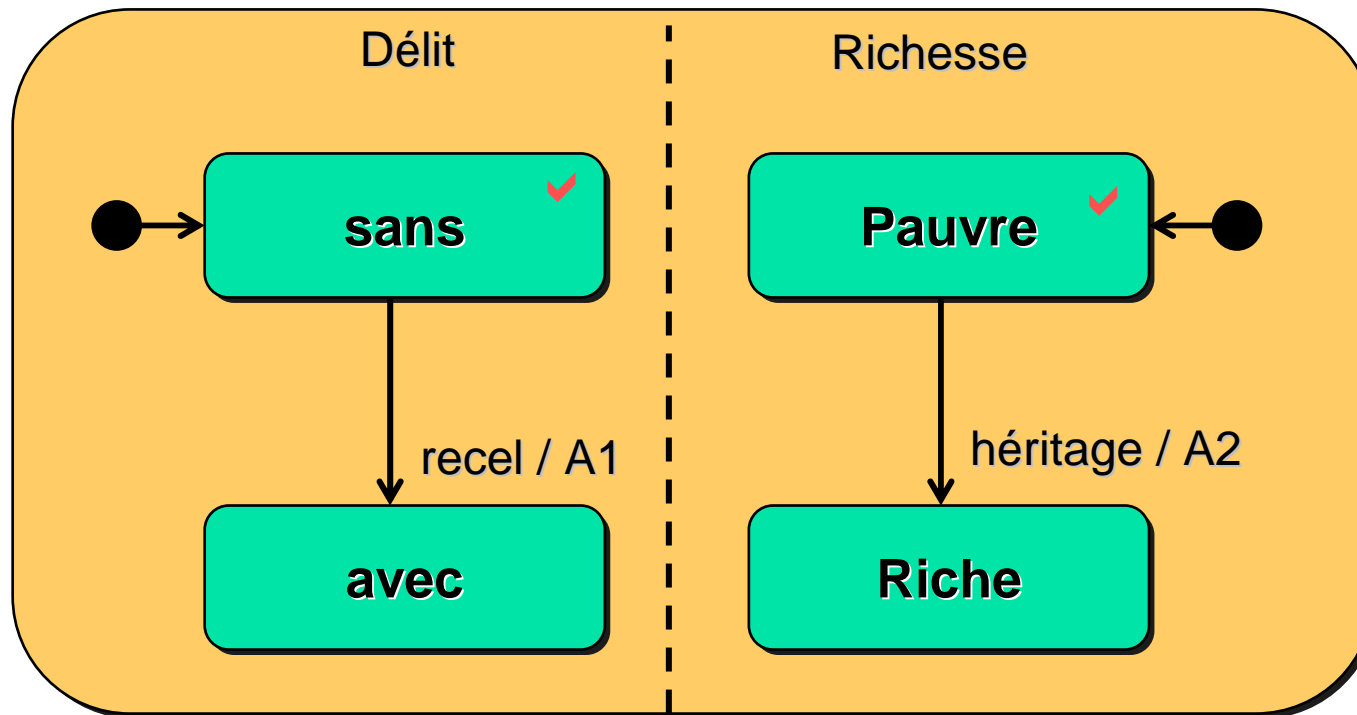 Délit
Richesse
sans
Pauvre
recel / A1
héritage / A2
avec
Riche